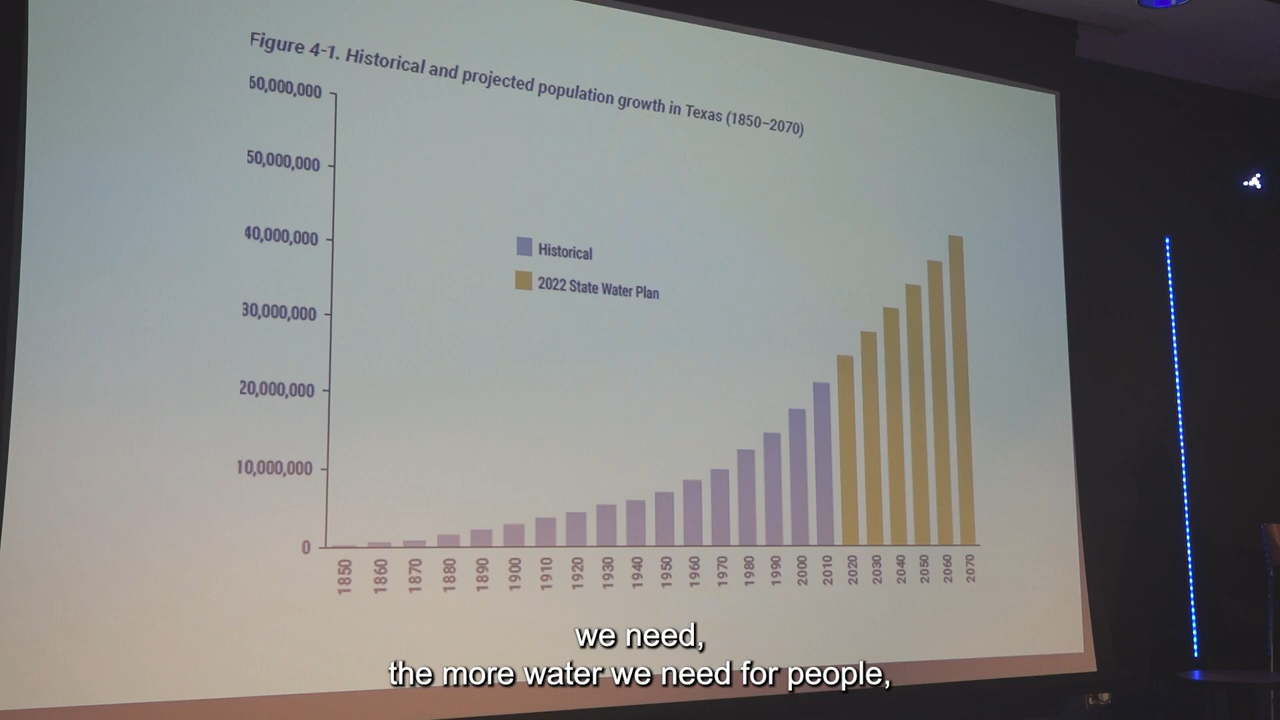 Figure 4-1. Historical and projected population growth in Texas (1850–2070)
60,000,000
50,000,000
40,000,000
30,000,000
20,000,000
10,000,000
0
Historical
2022 State Water Plan
1850 1860 1870 1880 1890 1900 1910 1920 1930 1940 1950 1960 1970 1980 1990 2000 2010 2020 2030 2040 2050 2060 2070
we need,
the more water we need for people,